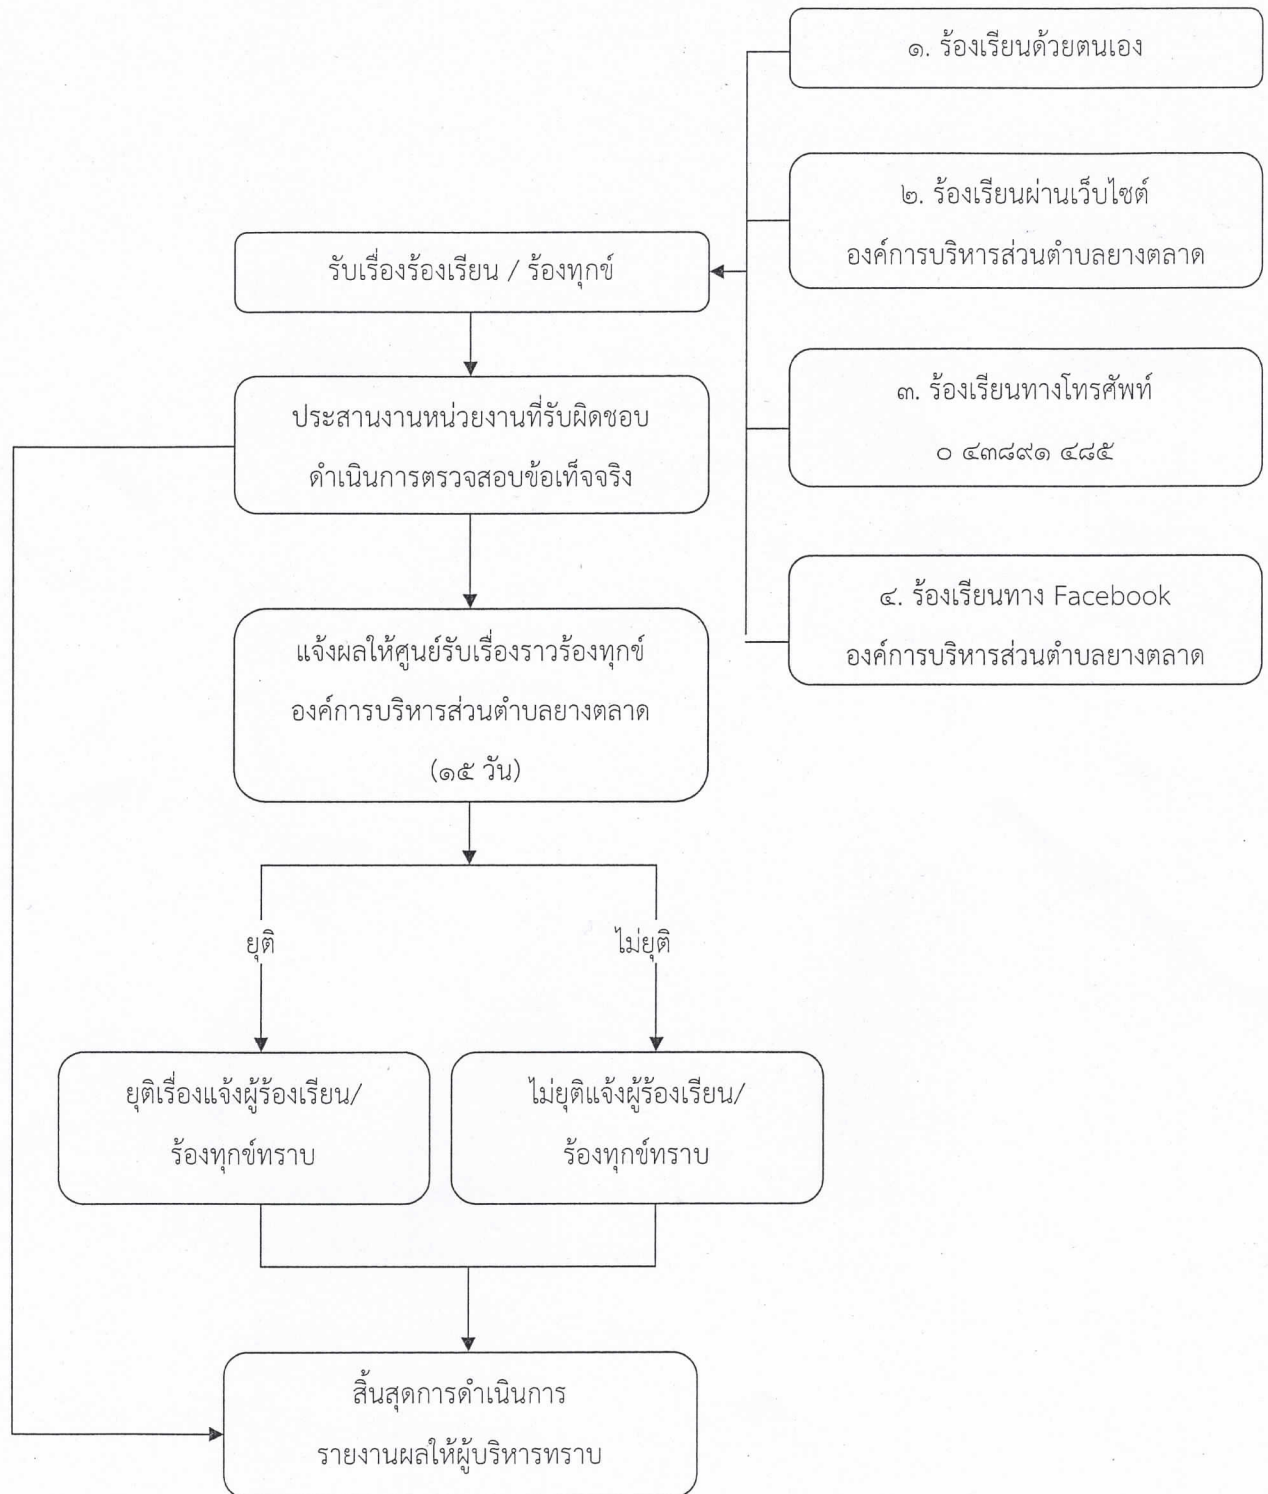 ๑. ร้องเรียนด้วยตนเอง
๒. ร้องเรียนผ่านเว็บไซต์
องค์การบริหารส่วนตำบลยางตลาด
๓. ร้องเรียนทางโทรศัพท์
๐ ๔๓๘๙๑ ๔๘๕
๔. ร้องเรียนทาง Facebook
องค์การบริหารส่วนตำบลยางตลาด
รับเรื่องร้องเรียน / ร้องทุกข์
ประสานงานหน่วยงานที่รับผิดชอบ
ดำเนินการตรวจสอบข้อเท็จจริง
แจ้งผลให้ศูนย์รับเรื่องราวร้องทุกข์
องค์การบริหารส่วนตำบลยางตลาด
(๑๕ วัน)
ยุติ
ไม่ยุติ
ยุติเรื่องแจ้งผู้ร้องเรียน/
ร้องทุกข์ทราบ
ไม่ยุติแจ้งผู้ร้องเรียน/
ร้องทุกข์ทราบ
สิ้นสุดการดำเนินการ
รายงานผลให้ผู้บริหารทราบ